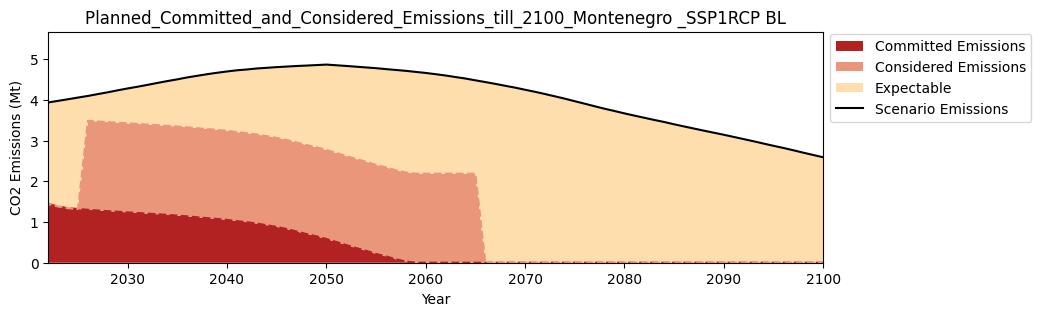 Planned_Committed_and_Considered_Emissions_till_2100_Montenegro _SSP1RCP BL
CO2 Emissions (Mt)
5
4
3
2
1
0
2030 2040 2050 2060 2070 2080 2090 2100
Year
Committed Emissions
Considered Emissions
Expectable
Scenario Emissions